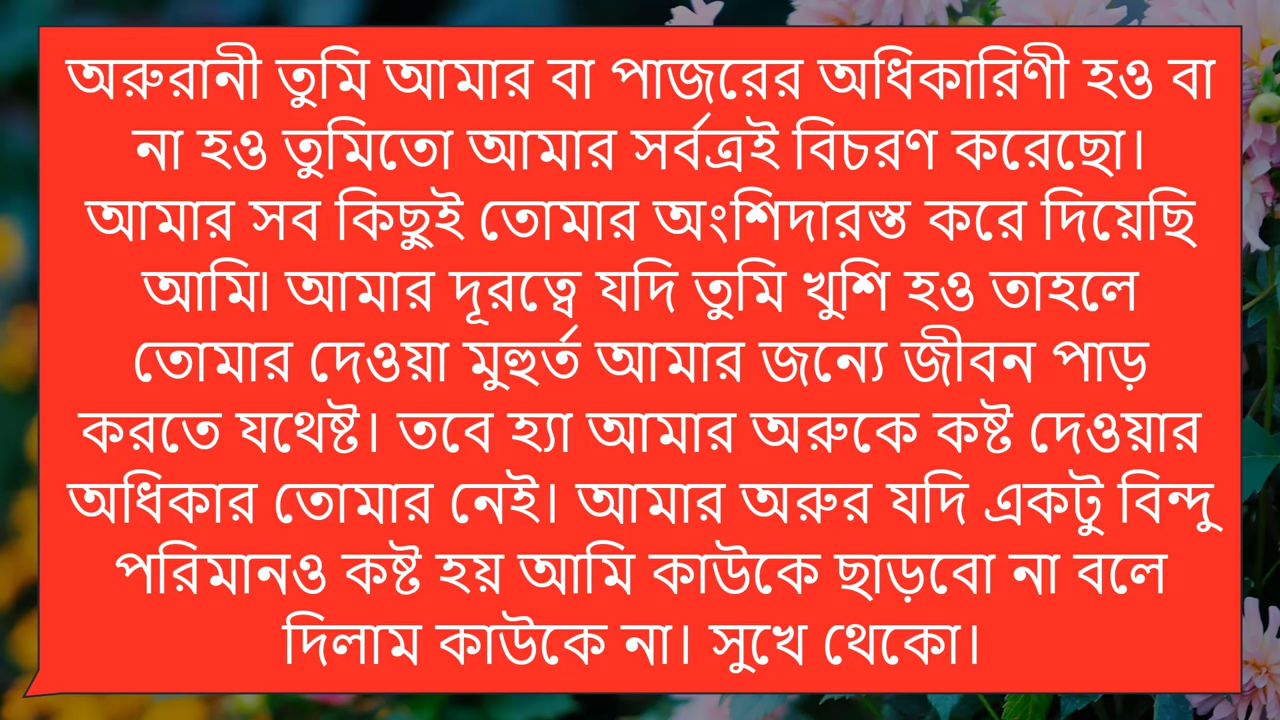 অরুরানী তুমি আমার বা পাজরের অধিকারিণী হও বা
না হও তুমিতো আমার সর্বত্রই বিচরণ করেছো।
আমার সব কিছুই তোমার অংশিদারস্ত করে দিয়েছি
আমি৷ আমার দূরত্বে যদি তুমি খুশি হও তাহলে
তোমার দেওয়া মুহুর্ত আমার জন্যে জীবন পাড়
করতে যথেষ্ট। তবে হ্যা আমার অরুকে কষ্ট দেওয়ার
অধিকার তোমার নেই। আমার অরুর যদি একটু বিন্দু
পরিমানও কষ্ট হয় আমি কাউকে ছাড়বো না বলে
দিলাম কাউকে না। সুখে থেকো।